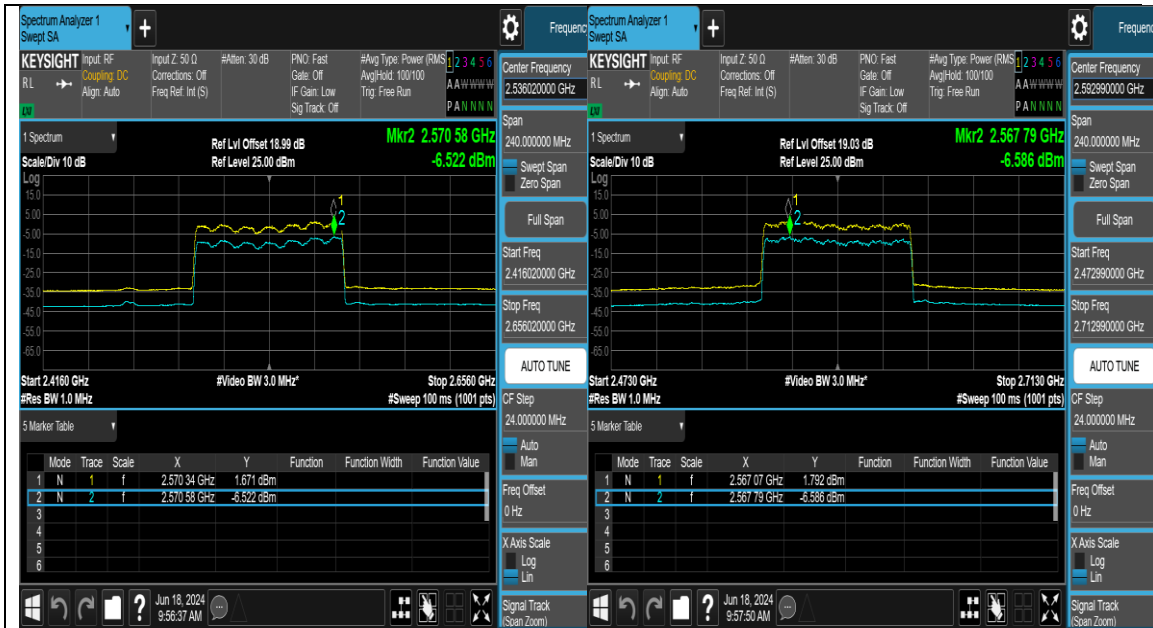 Spectrum Analyzer 1
Swept SA
+
Frequenc
KEYSIGHT
RL
LNI
Input: RF
Coupling: DC
Align: Auto
Input Z: 50 Ω
Corrections: Off
Freq Ref: Int (S)
#Atten: 30 dB
PNO: Fast
Gate: Off
IF Gain: Low
Sig Track: Off
#Avg Type: Power (RMS
Avg|Hold: 100/100
Trig: Free Run
1 2 3 4 5 6
A A W W W W
P A N N N N
Center Frequency
2.536020000 GHz
Span
240.000000 MHz
Swept Span
Zero Span
Full Span
Start Freq
2.416020000 GHz
Stop Freq
2.656020000 GHz
AUTO TUNE
CF Step
24.000000 MHz
Auto
Man
Freq Offset
0 Hz
X Axis Scale
Log
Lin
Signal Track
(Span Zoom)
1 Spectrum
Scale/Div 10 dB
Ref Lvl Offset 18.99 dB
Ref Level 25.00 dBm
Mkr2 2.570 58 GHz
-6.522 dBm
Log
15.0
5.00
-5.00
-15.0
-25.0
-35.0
-45.0
-55.0
-65.0
1
2
Start 2.4160 GHz
#Res BW 1.0 MHz
#Video BW 3.0 MHz*
Stop 2.6560 GHz
#Sweep 100 ms (1001 pts)
5 Marker Table
Mode Trace Scale X Y Function Function Width Function Value
1 N 1 f 2.570 34 GHz 1.671 dBm
2 N 2 f 2.570 58 GHz -6.522 dBm
3
4
5
6
?
Jun 18, 2024
9:56:37 AM
Spectrum Analyzer 1
Swept SA
+
Frequen
KEYSIGHT
RL
LNI
Input: RF
Coupling: DC
Align: Auto
Input Z: 50 Ω
Corrections: Off
Freq Ref: Int (S)
#Atten: 30 dB
PNO: Fast
Gate: Off
IF Gain: Low
Sig Track: Off
#Avg Type: Power (RMS
Avg|Hold: 100/100
Trig: Free Run
1 2 3 4 5 6
A A W W W W
P A N N N N
Center Frequency
2.592990000 GHz
Span
240.000000 MHz
Swept Span
Zero Span
Full Span
Start Freq
2.472990000 GHz
Stop Freq
2.712990000 GHz
AUTO TUNE
CF Step
24.000000 MHz
Auto
Man
Freq Offset
0 Hz
X Axis Scale
Log
Lin
Signal Track
(Span Zoom)
1 Spectrum
Scale/Div 10 dB
Ref Lvl Offset 19.03 dB
Ref Level 25.00 dBm
Mkr2 2.567 79 GHz
-6.586 dBm
Log
15.0
5.00
-5.00
-15.0
-25.0
-35.0
-45.0
-55.0
-65.0
1
2
Start 2.4730 GHz
#Res BW 1.0 MHz
#Video BW 3.0 MHz*
Stop 2.7130 GHz
#Sweep 100 ms (1001 pts)
5 Marker Table
Mode Trace Scale X Y Function Function Width Function Value
1 N 1 f 2.567 07 GHz 1.792 dBm
2 N 2 f 2.567 79 GHz -6.586 dBm
3
4
5
6
?
Jun 18, 2024
9:57:50 AM